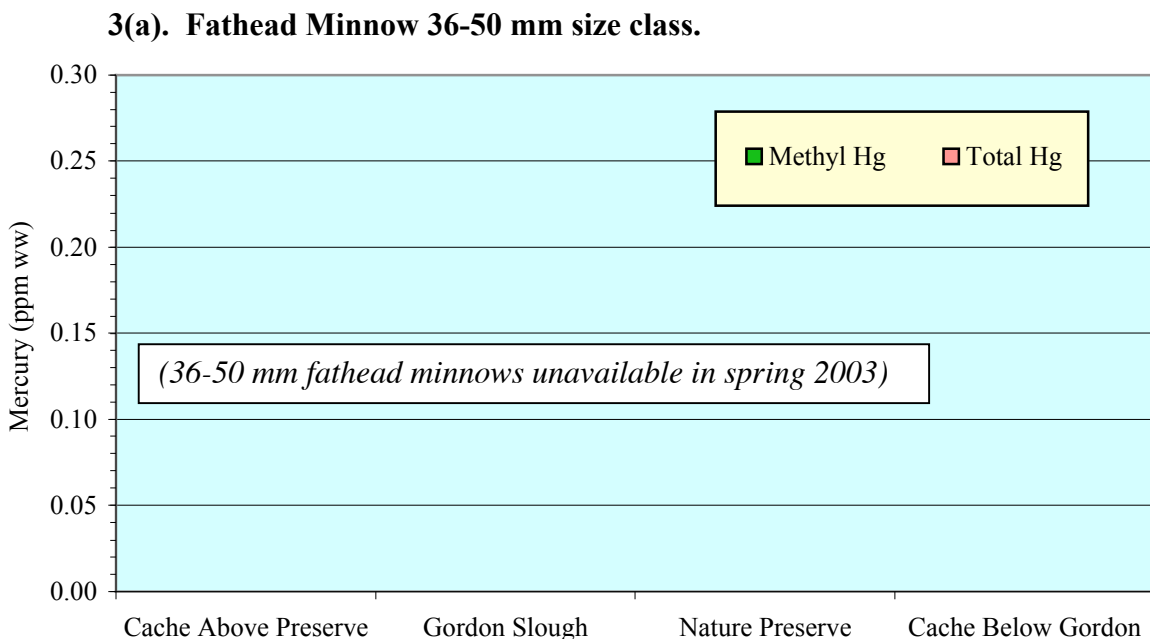 3(a). Fathead Minnow 36-50 mm size class.
0.30
Methyl Hg Total Hg
0.25
0.20
0.15
(36-50 mm fathead minnows unavailable in spring 2003)
0.10
0.05
0.00
Mercury (ppm ww)
Cache Above Preserve Gordon Slough Nature Preserve Cache Below Gordon